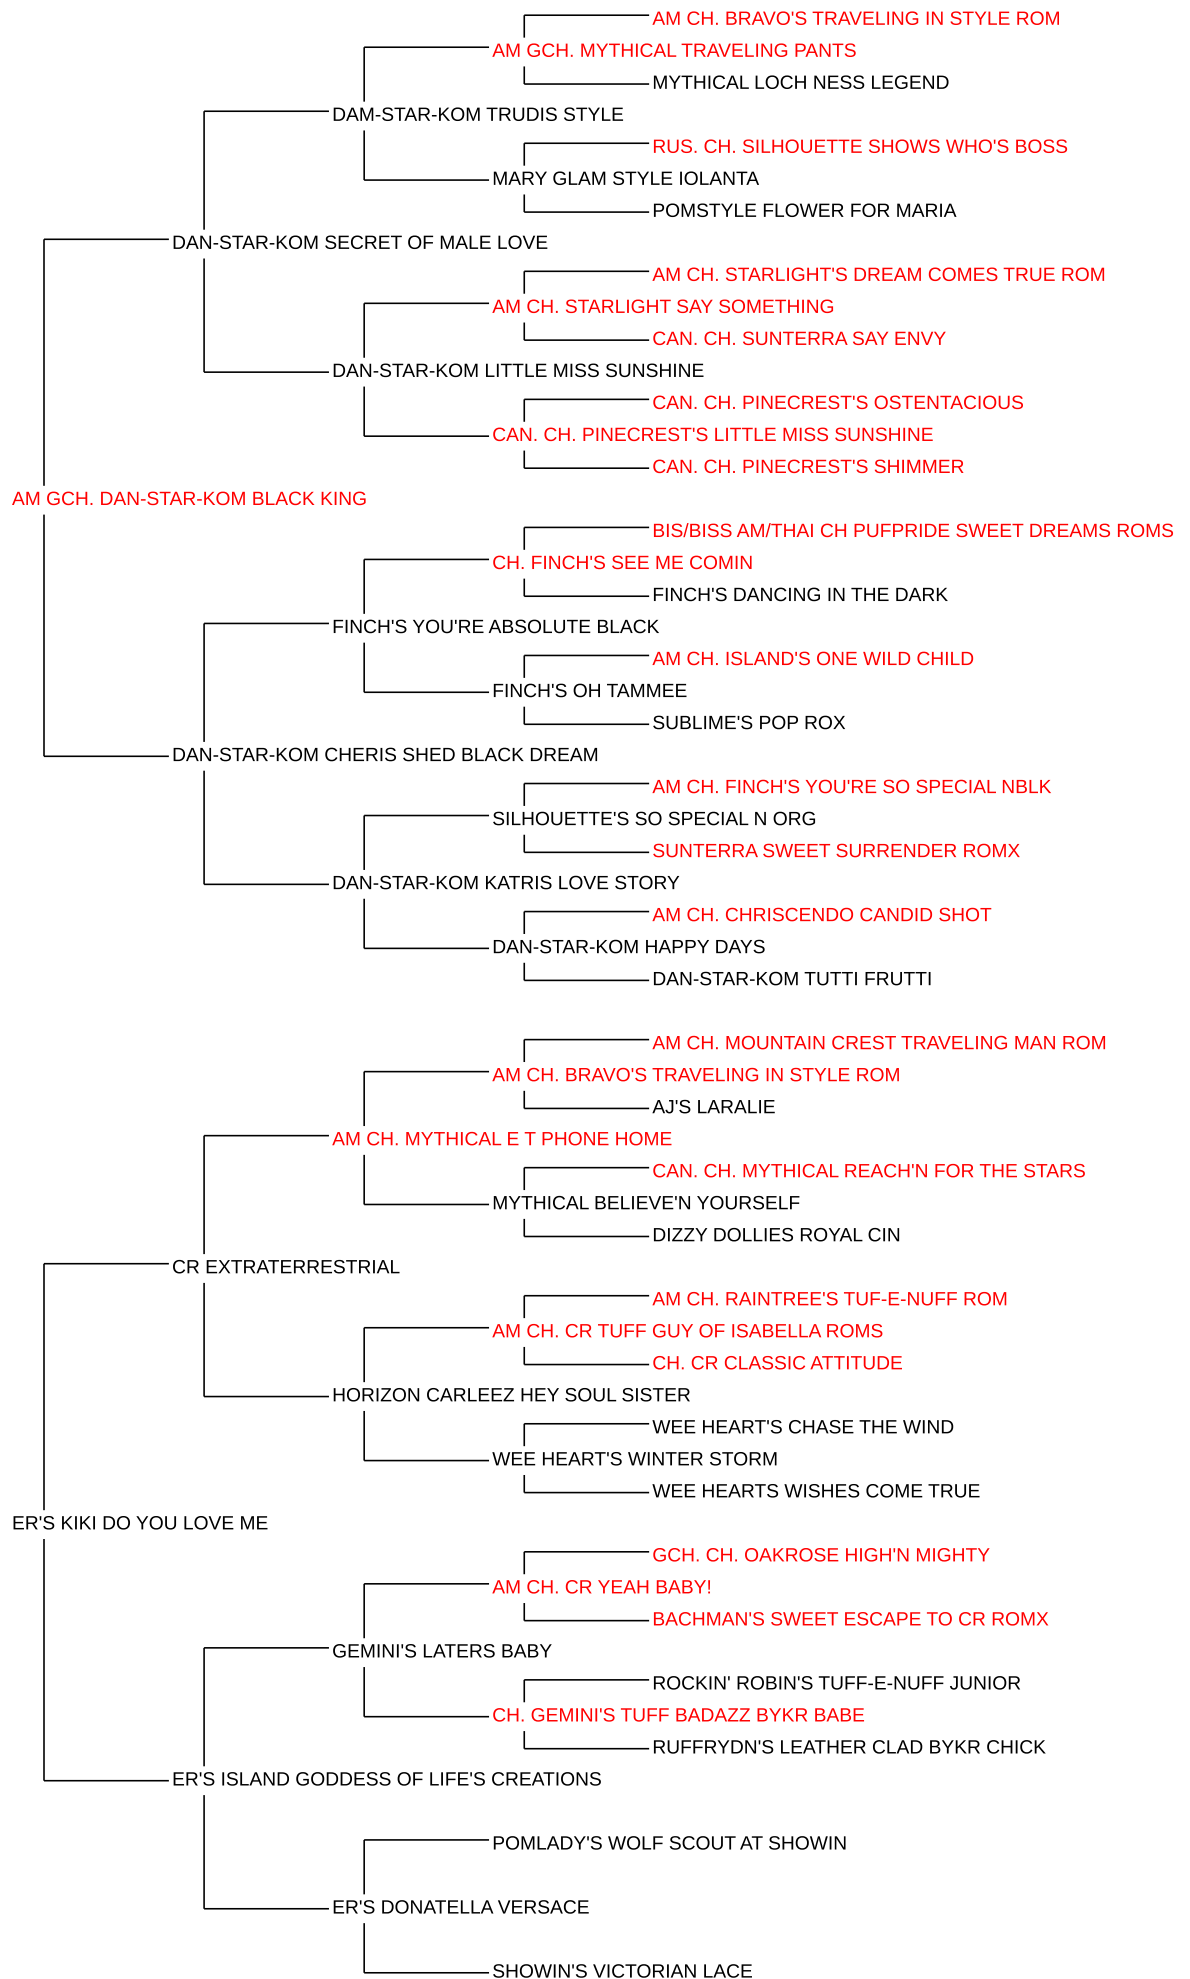 AM CH. BRAVO'S TRAVELING IN STYLE ROM
AM GCH. MYTHICAL TRAVELING PANTS
MYTHICAL LOCH NESS LEGEND
DAM-STAR-KOM TRUDIS STYLE
RUS. CH. SILHOUETTE SHOWS WHO'S BOSS
MARY GLAM STYLE IOLANTA
POMSTYLE FLOWER FOR MARIA
DAN-STAR-KOM SECRET OF MALE LOVE
AM CH. STARLIGHT'S DREAM COMES TRUE ROM
AM CH. STARLIGHT SAY SOMETHING
CAN. CH. SUNTERRA SAY ENVY
DAN-STAR-KOM LITTLE MISS SUNSHINE
CAN. CH. PINECREST'S OSTENTACIOUS
CAN. CH. PINECREST'S LITTLE MISS SUNSHINE
CAN. CH. PINECREST'S SHIMMER
AM GCH. DAN-STAR-KOM BLACK KING
BIS/BISS AM/THAI CH PUFPRIDE SWEET DREAMS ROMS
CH. FINCH'S SEE ME COMIN
FINCH'S DANCING IN THE DARK
FINCH'S YOU'RE ABSOLUTE BLACK
AM CH. ISLAND'S ONE WILD CHILD
FINCH'S OH TAMMEE
SUBLIME'S POP ROX
DAN-STAR-KOM CHERIS SHED BLACK DREAM
AM CH. FINCH'S YOU'RE SO SPECIAL NBLK
SILHOUETTE'S SO SPECIAL N ORG
SUNTERRA SWEET SURRENDER ROMX
DAN-STAR-KOM KATRIS LOVE STORY
AM CH. CHRISCENDO CANDID SHOT
DAN-STAR-KOM HAPPY DAYS
DAN-STAR-KOM TUTTI FRUTTI
AM CH. MOUNTAIN CREST TRAVELING MAN ROM
AM CH. BRAVO'S TRAVELING IN STYLE ROM
AJ'S LARALIE
AM CH. MYTHICAL E T PHONE HOME
CAN. CH. MYTHICAL REACH'N FOR THE STARS
MYTHICAL BELIEVE'N YOURSELF
DIZZY DOLLIES ROYAL CIN
CR EXTRATERRESTRIAL
AM CH. RAINTREE'S TUF-E-NUFF ROM
AM CH. CR TUFF GUY OF ISABELLA ROMS
CH. CR CLASSIC ATTITUDE
HORIZON CARLEEZ HEY SOUL SISTER
WEE HEART'S CHASE THE WIND
WEE HEART'S WINTER STORM
WEE HEARTS WISHES COME TRUE
ER'S KIKI DO YOU LOVE ME
GCH. CH. OAKROSE HIGH'N MIGHTY
AM CH. CR YEAH BABY!
BACHMAN'S SWEET ESCAPE TO CR ROMX
GEMINI'S LATERS BABY
ROCKIN' ROBIN'S TUFF-E-NUFF JUNIOR
CH. GEMINI'S TUFF BADAZZ BYKR BABE
RUFFRYDN'S LEATHER CLAD BYKR CHICK
ER'S ISLAND GODDESS OF LIFE'S CREATIONS
POMLADY'S WOLF SCOUT AT SHOWIN
ER'S DONATELLA VERSACE
SHOWIN'S VICTORIAN LACE